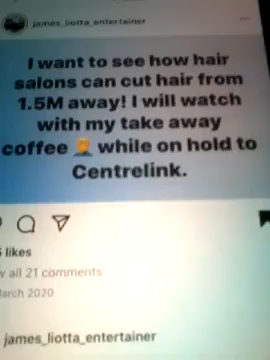 james_liotta_entertainer
I want to see how hair
salons can cut hair from
1.5M away! I will watch
with my take away
coffee 🤦 while on hold to
Centrelink.
likes
all 21 comments
2020
james_liotta_entertainer